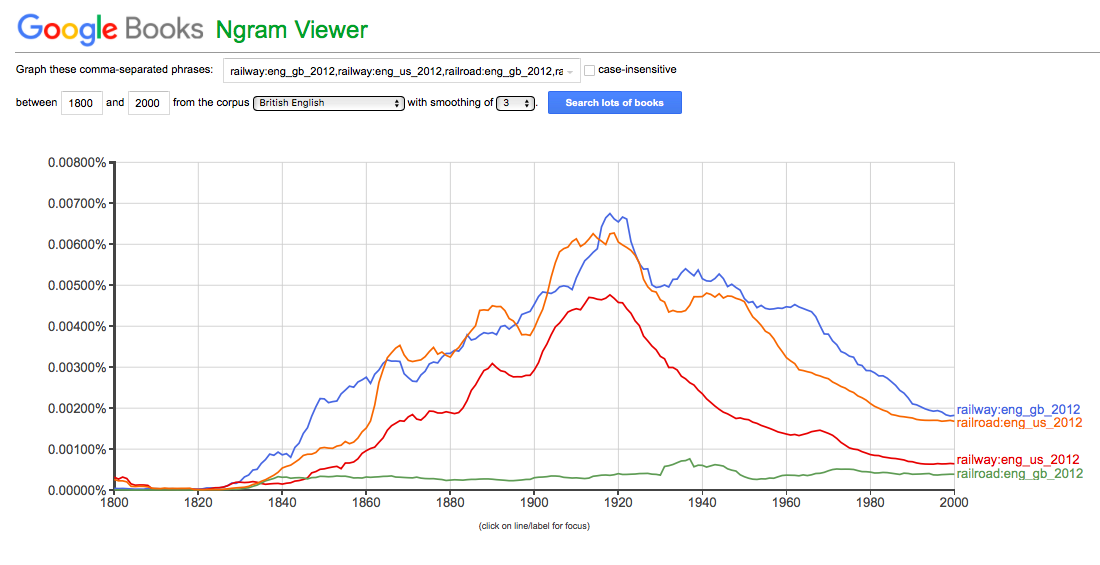 Google Books Ngram Viewer
Graph these comma-separated phrases: railway:eng_gb_2012,railway:eng_us_2012,railroad:eng_gb_2012,ra case-insensitive
between 1800 and 2000 from the corpus British English with smoothing of 3 . Search lots of books
0.00800%
0.00700%
0.00600%
0.00500%
0.00400%
0.00300%
0.00200%
0.00100%
0.00000%
railway:eng_gb_2012
railroad:eng_us_2012
railway:eng_us_2012
railroad:eng_gb_2012
1800 1820 1840 1860 1880 1900 1920 1940 1960 1980 2000
(click on line/label for focus)